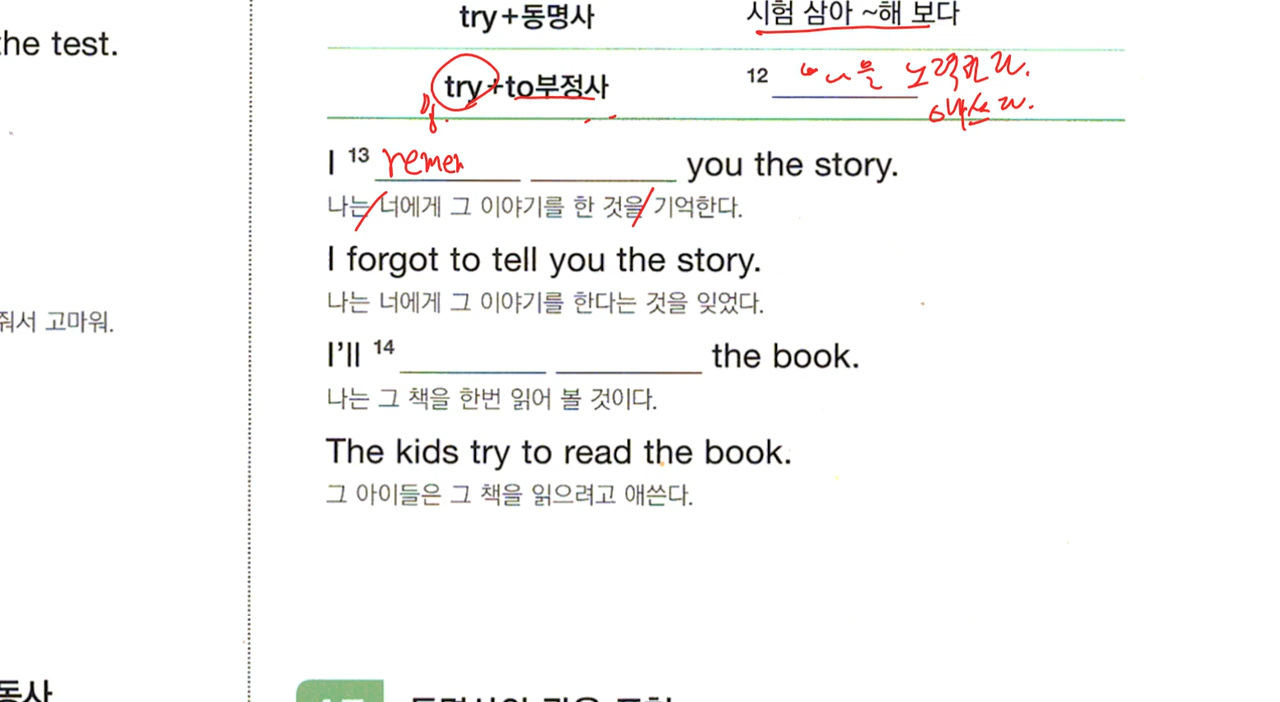 try+동명사 시험 삼아 ~해 보다
he test.
try+to부정사 12 노력한다.
애쓴다.
I 13 remem you the story.
나는 너에게 그 이야기를 한 것을 기억한다.
I forgot to tell you the story.
나는 너에게 그 이야기를 한다는 것을 잊었다.
줘서 고마워.
I'll 14 the book.
나는 그 책을 한번 읽어 볼 것이다.
The kids try to read the book.
그 아이들은 그 책을 읽으려고 애쓴다.
동사